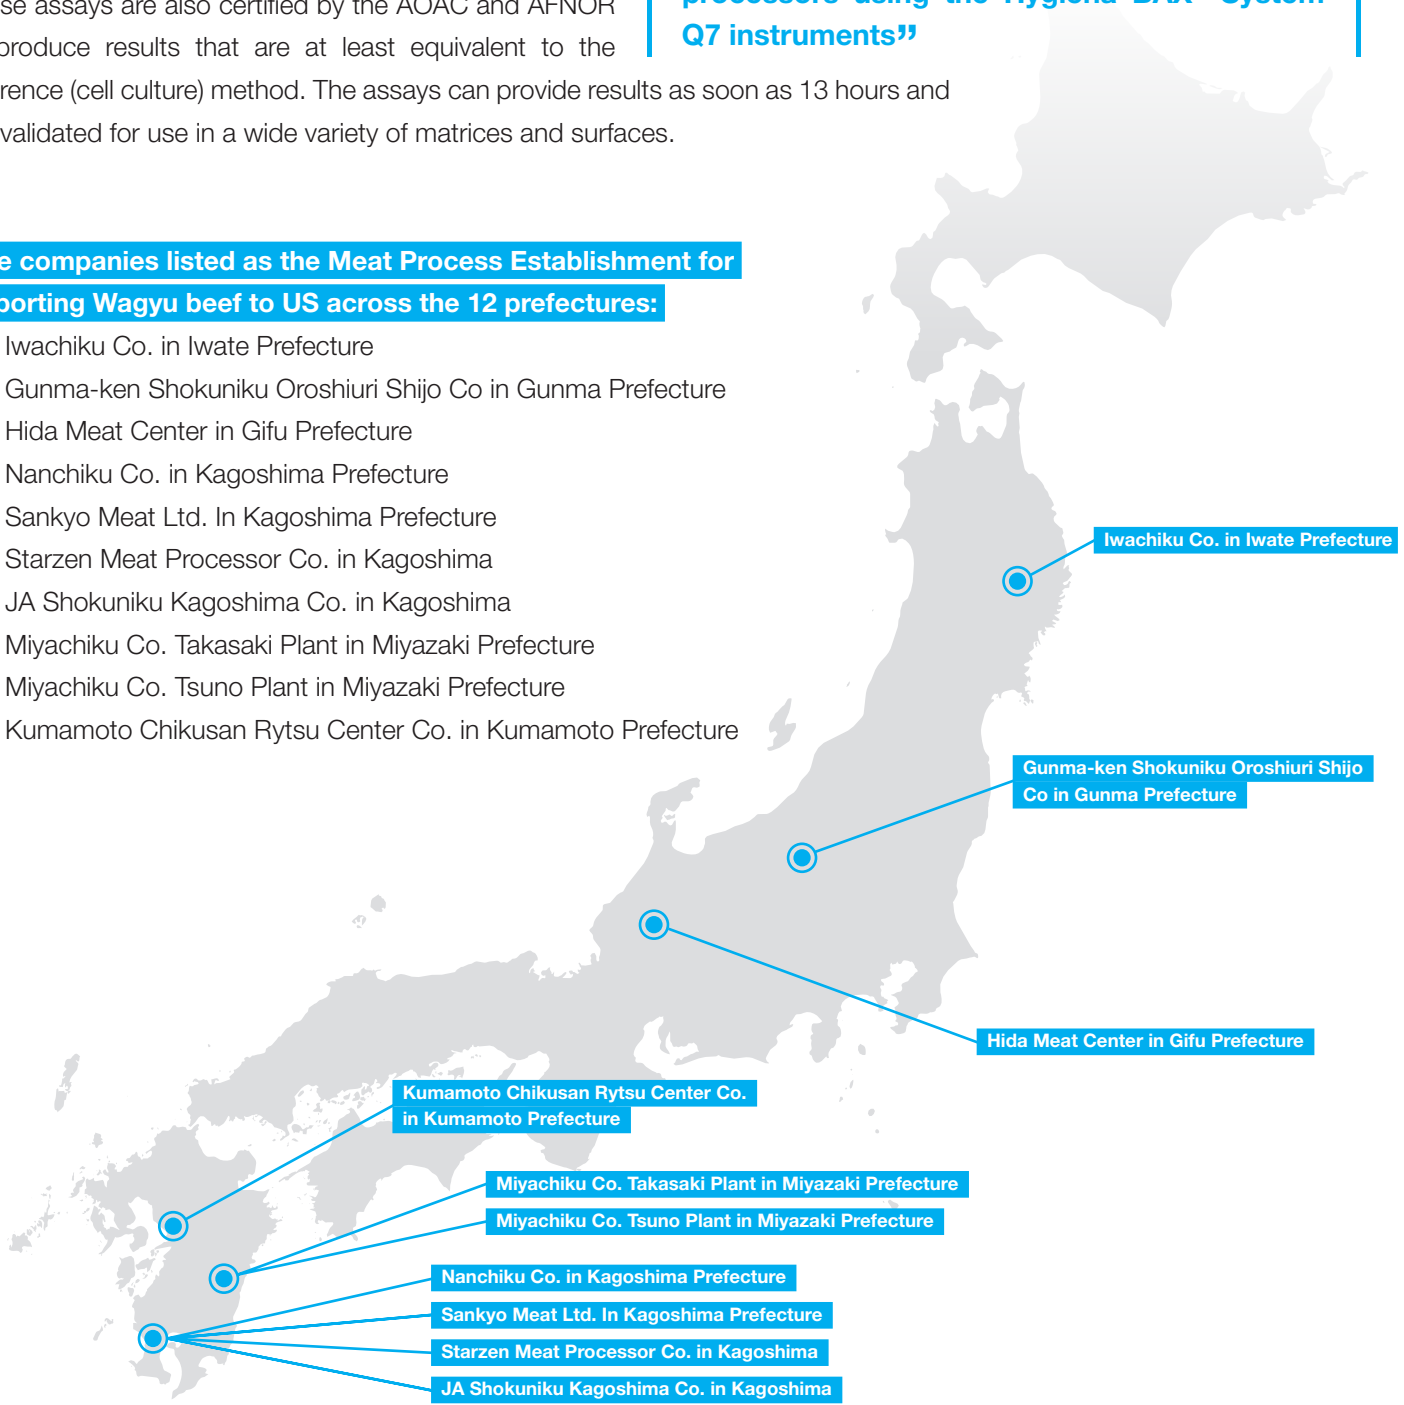 se assays are also certified by the AOAC and AFNOR
produce results that are at least equivalent to the
rence (cell culture) method. The assays can provide results as soon as 13 hours and
validated for use in a wide variety of matrices and surfaces.
processors using the Hygiena BAX System
Q7 instruments”
e companies listed as the Meat Process Establishment for
porting Wagyu beef to US across the 12 prefectures:
Iwachiku Co. in Iwate Prefecture
Gunma-ken Shokuniku Oroshiuri Shijo Co in Gunma Prefecture
Hida Meat Center in Gifu Prefecture
Nanchiku Co. in Kagoshima Prefecture
Sankyo Meat Ltd. In Kagoshima Prefecture
Starzen Meat Processor Co. in Kagoshima
JA Shokuniku Kagoshima Co. in Kagoshima
Miyachiku Co. Takasaki Plant in Miyazaki Prefecture
Miyachiku Co. Tsuno Plant in Miyazaki Prefecture
Kumamoto Chikusan Rytsu Center Co. in Kumamoto Prefecture
Iwachiku Co. in Iwate Prefecture
Gunma-ken Shokuniku Oroshiuri Shijo
Co in Gunma Prefecture
Hida Meat Center in Gifu Prefecture
Kumamoto Chikusan Rytsu Center Co.
in Kumamoto Prefecture
Miyachiku Co. Takasaki Plant in Miyazaki Prefecture
Miyachiku Co. Tsuno Plant in Miyazaki Prefecture
Nanchiku Co. in Kagoshima Prefecture
Sankyo Meat Ltd. In Kagoshima Prefecture
Starzen Meat Processor Co. in Kagoshima
JA Shokuniku Kagoshima Co. in Kagoshima